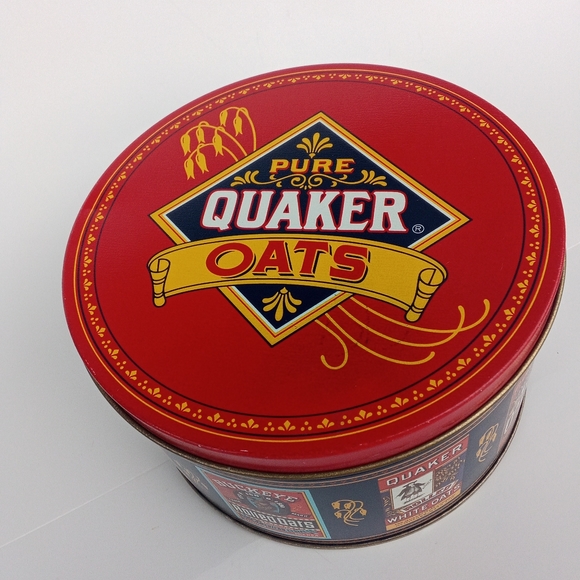 PURE
QUAKER®
OATS
QUAKER
WHITE OATS